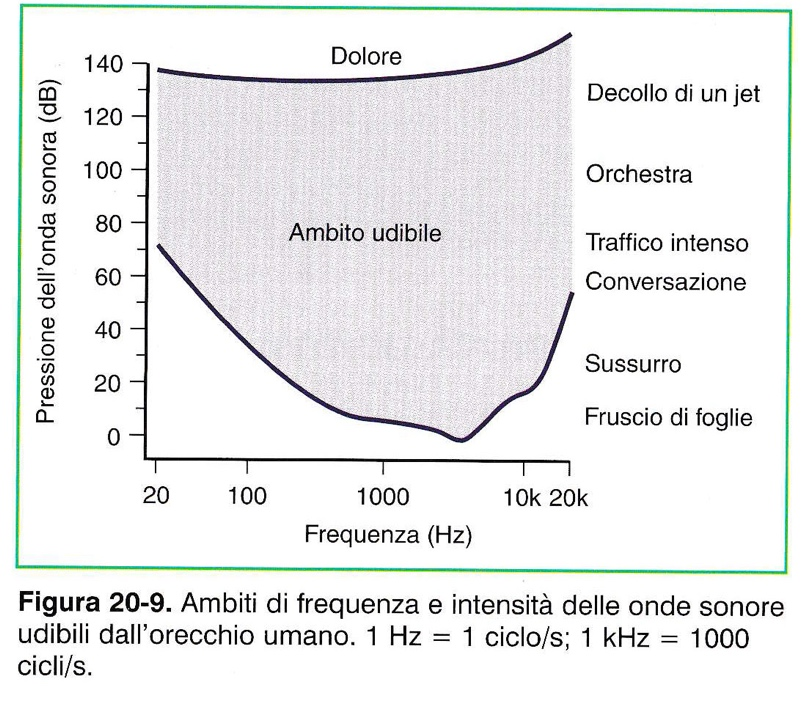 Dolore
140
120
100
80
60
40
20
0
Pressione dell'onda sonora (dB)
Ambito udibile
Decollo di un jet
Orchestra
Traffico intenso
Conversazione
Sussurro
Fruscio di foglie
20 100 1000 10k 20k
Frequenza (Hz)
Figura 20-9. Ambiti di frequenza e intensità delle onde sonore
udibili dall'orecchio umano. 1 Hz = 1 ciclo/s; 1 kHz = 1000
cicli/s.